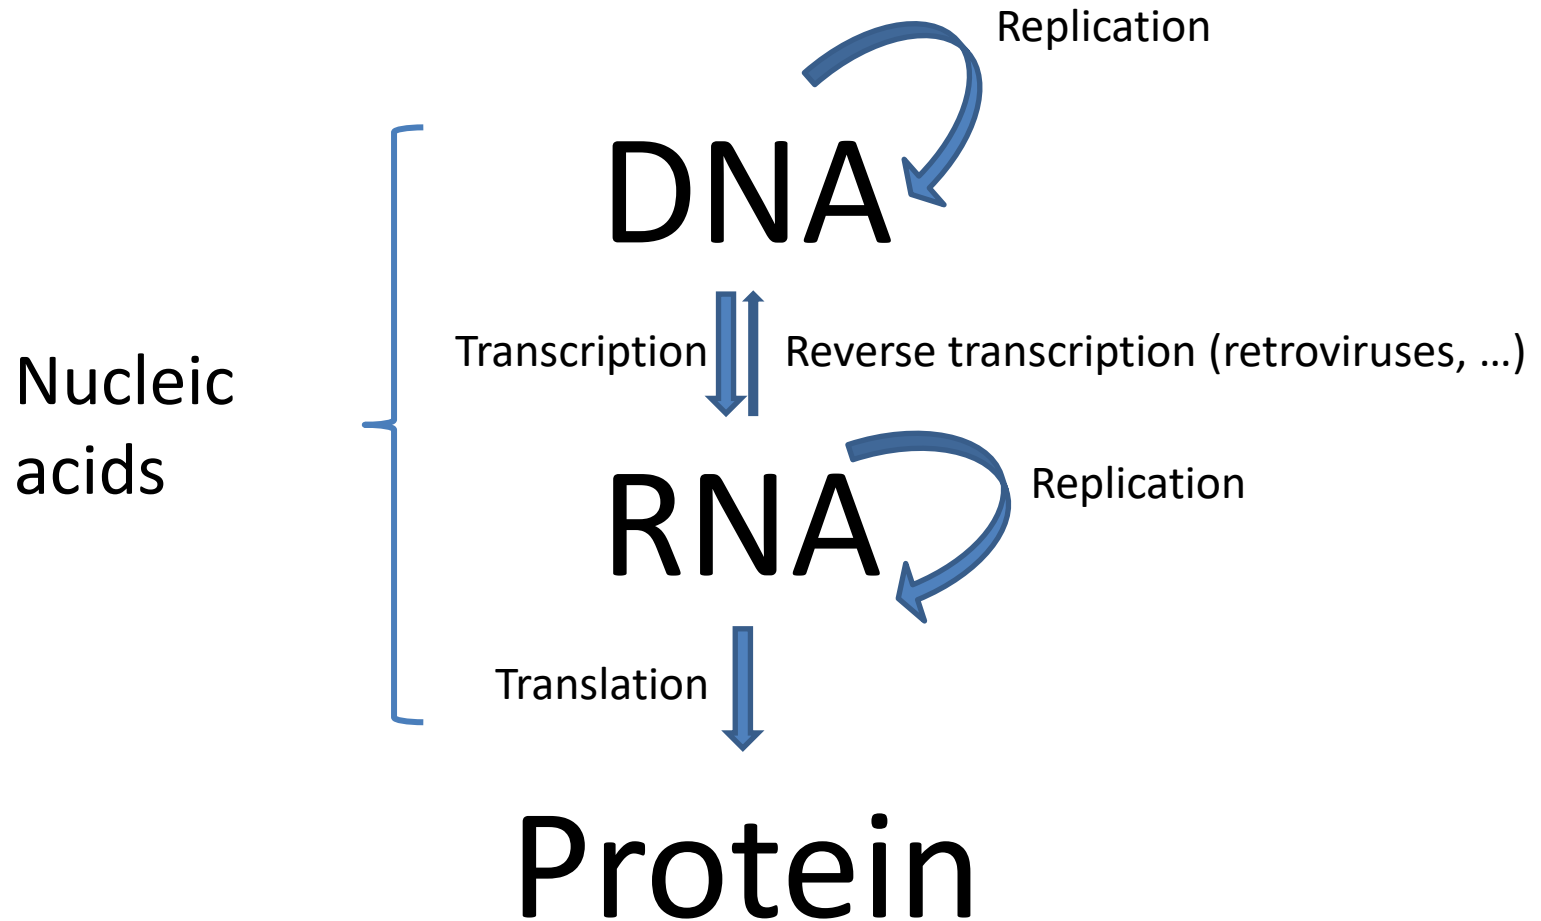 Replication
DNA
Transcription
Reverse transcription (retroviruses, …)
Nucleic
acids
RNA
Replication
Translation
Protein